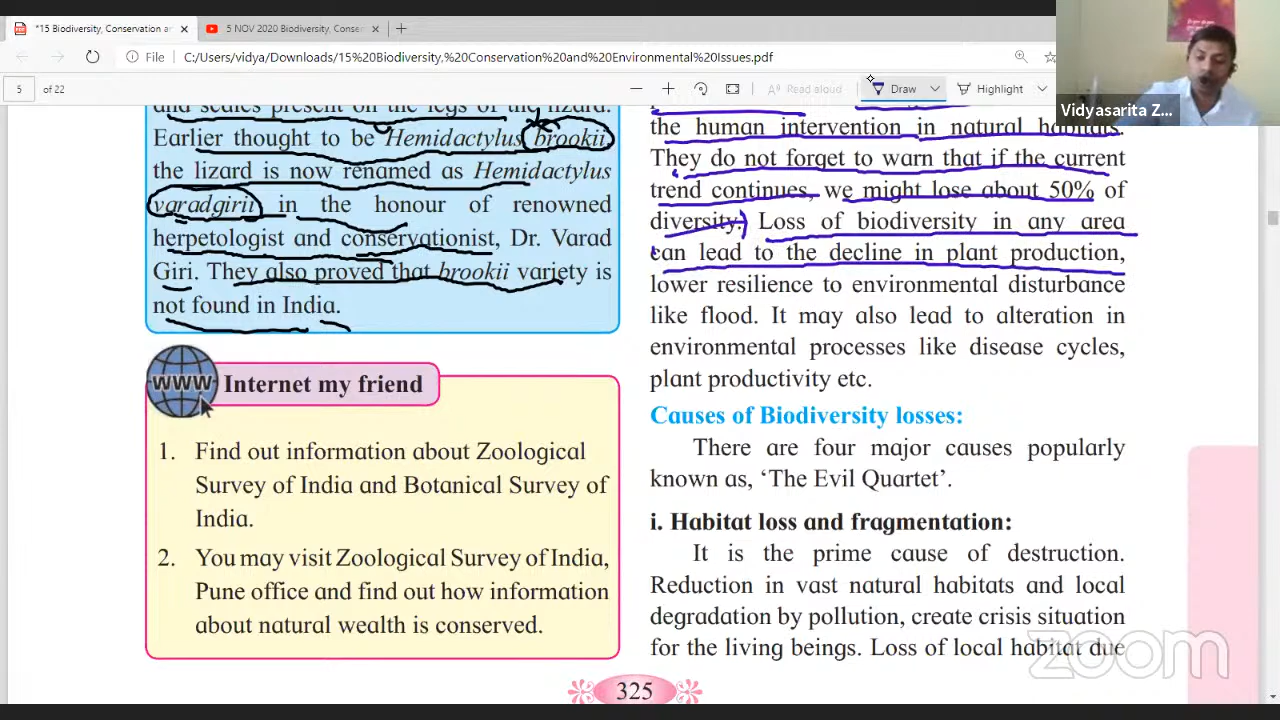 *15 Biodiversity, Conservation an
5 NOV 2020 Biodiversity, Conser
File
C:/Users/vidya/Downloads/15%20Biodiversity,%20Conservation%20and%20Environmental%20Issues.pdf
5 of 22
Read aloud
Draw
Highlight
Vidyasarita Z...
and scales present on the legs of the lizard.
Earlier thought to be Hemidactylus brookii
the lizard is now renamed as Hemidactylus
varadgirii in the honour of renowned
herpetologist and conservationist, Dr. Varad
Giri. They also proved that brookii variety is
not found in India.
WWW Internet my friend
1. Find out information about Zoological
Survey of India and Botanical Survey of
India.
2. You may visit Zoological Survey of India,
Pune office and find out how information
about natural wealth is conserved.
the human intervention in natural habitats.
They do not forget to warn that if the current
trend continues, we might lose about 50% of
diversity. Loss of biodiversity in any area
can lead to the decline in plant production,
lower resilience to environmental disturbance
like flood. It may also lead to alteration in
environmental processes like disease cycles,
plant productivity etc.
Causes of Biodiversity losses:
There are four major causes popularly
known as, ‘The Evil Quartet’.
i. Habitat loss and fragmentation:
It is the prime cause of destruction.
Reduction in vast natural habitats and local
degradation by pollution, create crisis situation
for the living beings. Loss of local habitat due
325
zoom